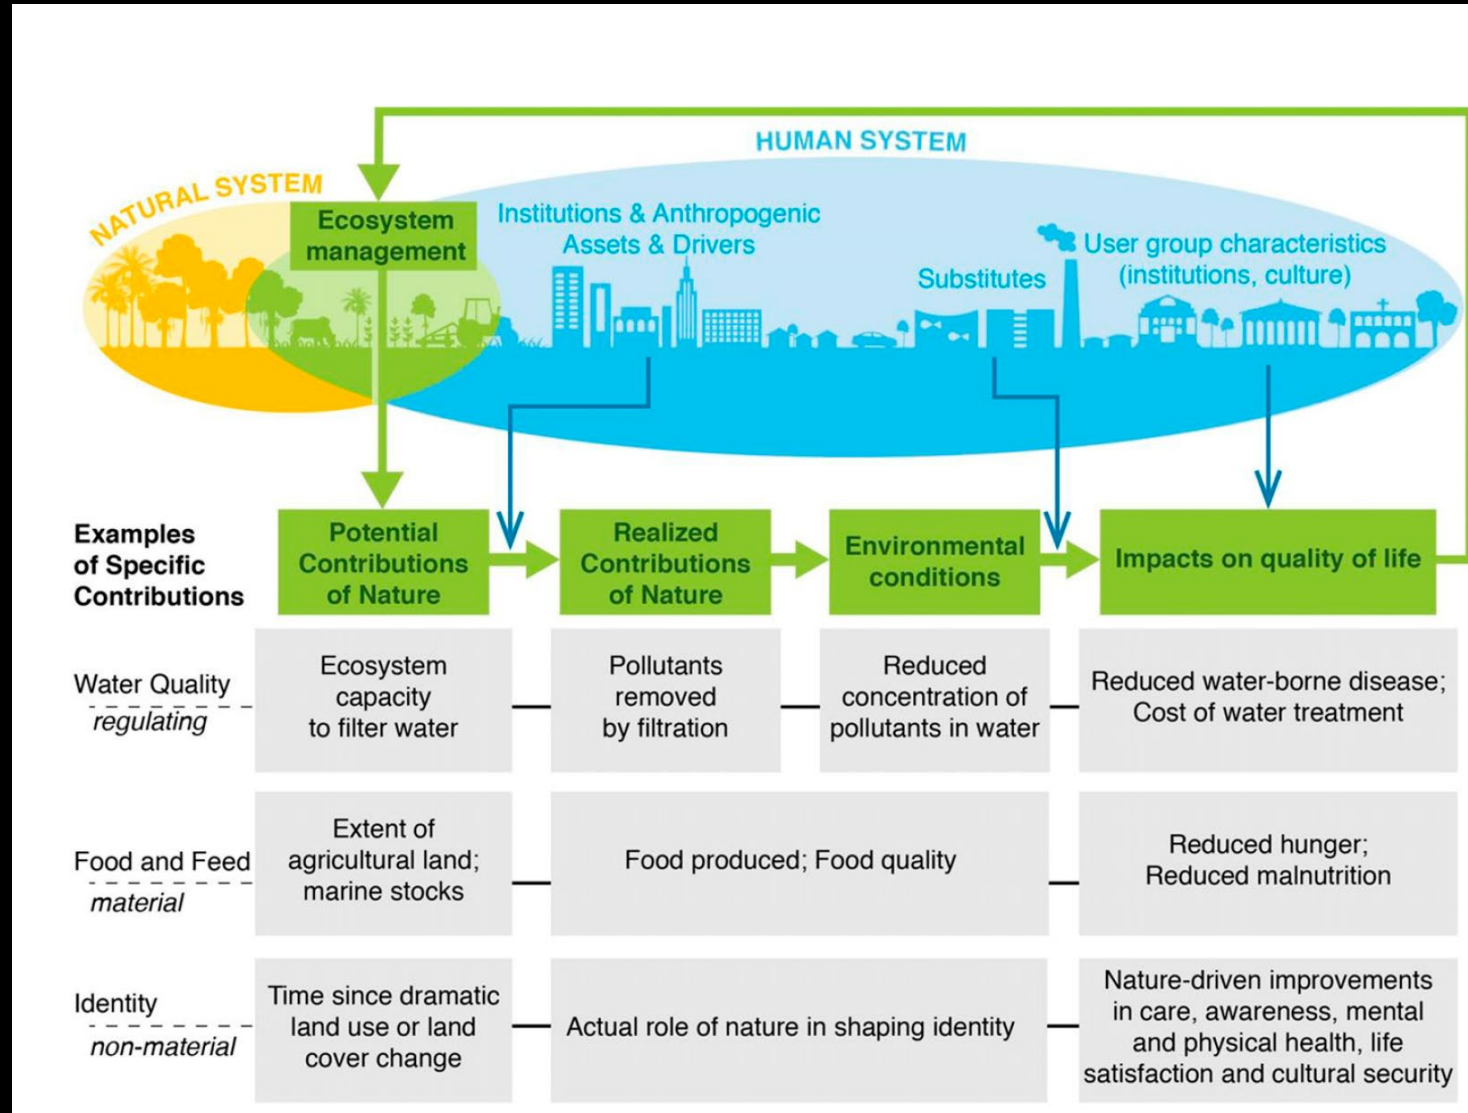 HUMAN SYSTEM
NATURAL SYSTEM
Ecosystem
management
Institutions & Anthropogenic
Assets & Drivers
Substitutes
User group characteristics
(institutions, culture)
Examples
of Specific
Contributions
Potential
Contributions
of Nature
Realized
Contributions
of Nature
Environmental
conditions
Impacts on quality of life
Water Quality
regulating
Ecosystem
capacity
to filter water
Pollutants
removed
by filtration
Reduced
concentration of
pollutants in water
Reduced water-borne disease;
Cost of water treatment
Food and Feed
material
Extent of
agricultural land;
marine stocks
Food produced; Food quality
Reduced hunger;
Reduced malnutrition
Identity
non-material
Time since dramatic
land use or land
cover change
Actual role of nature in shaping identity
Nature-driven improvements
in care, awareness, mental
and physical health, life
satisfaction and cultural security